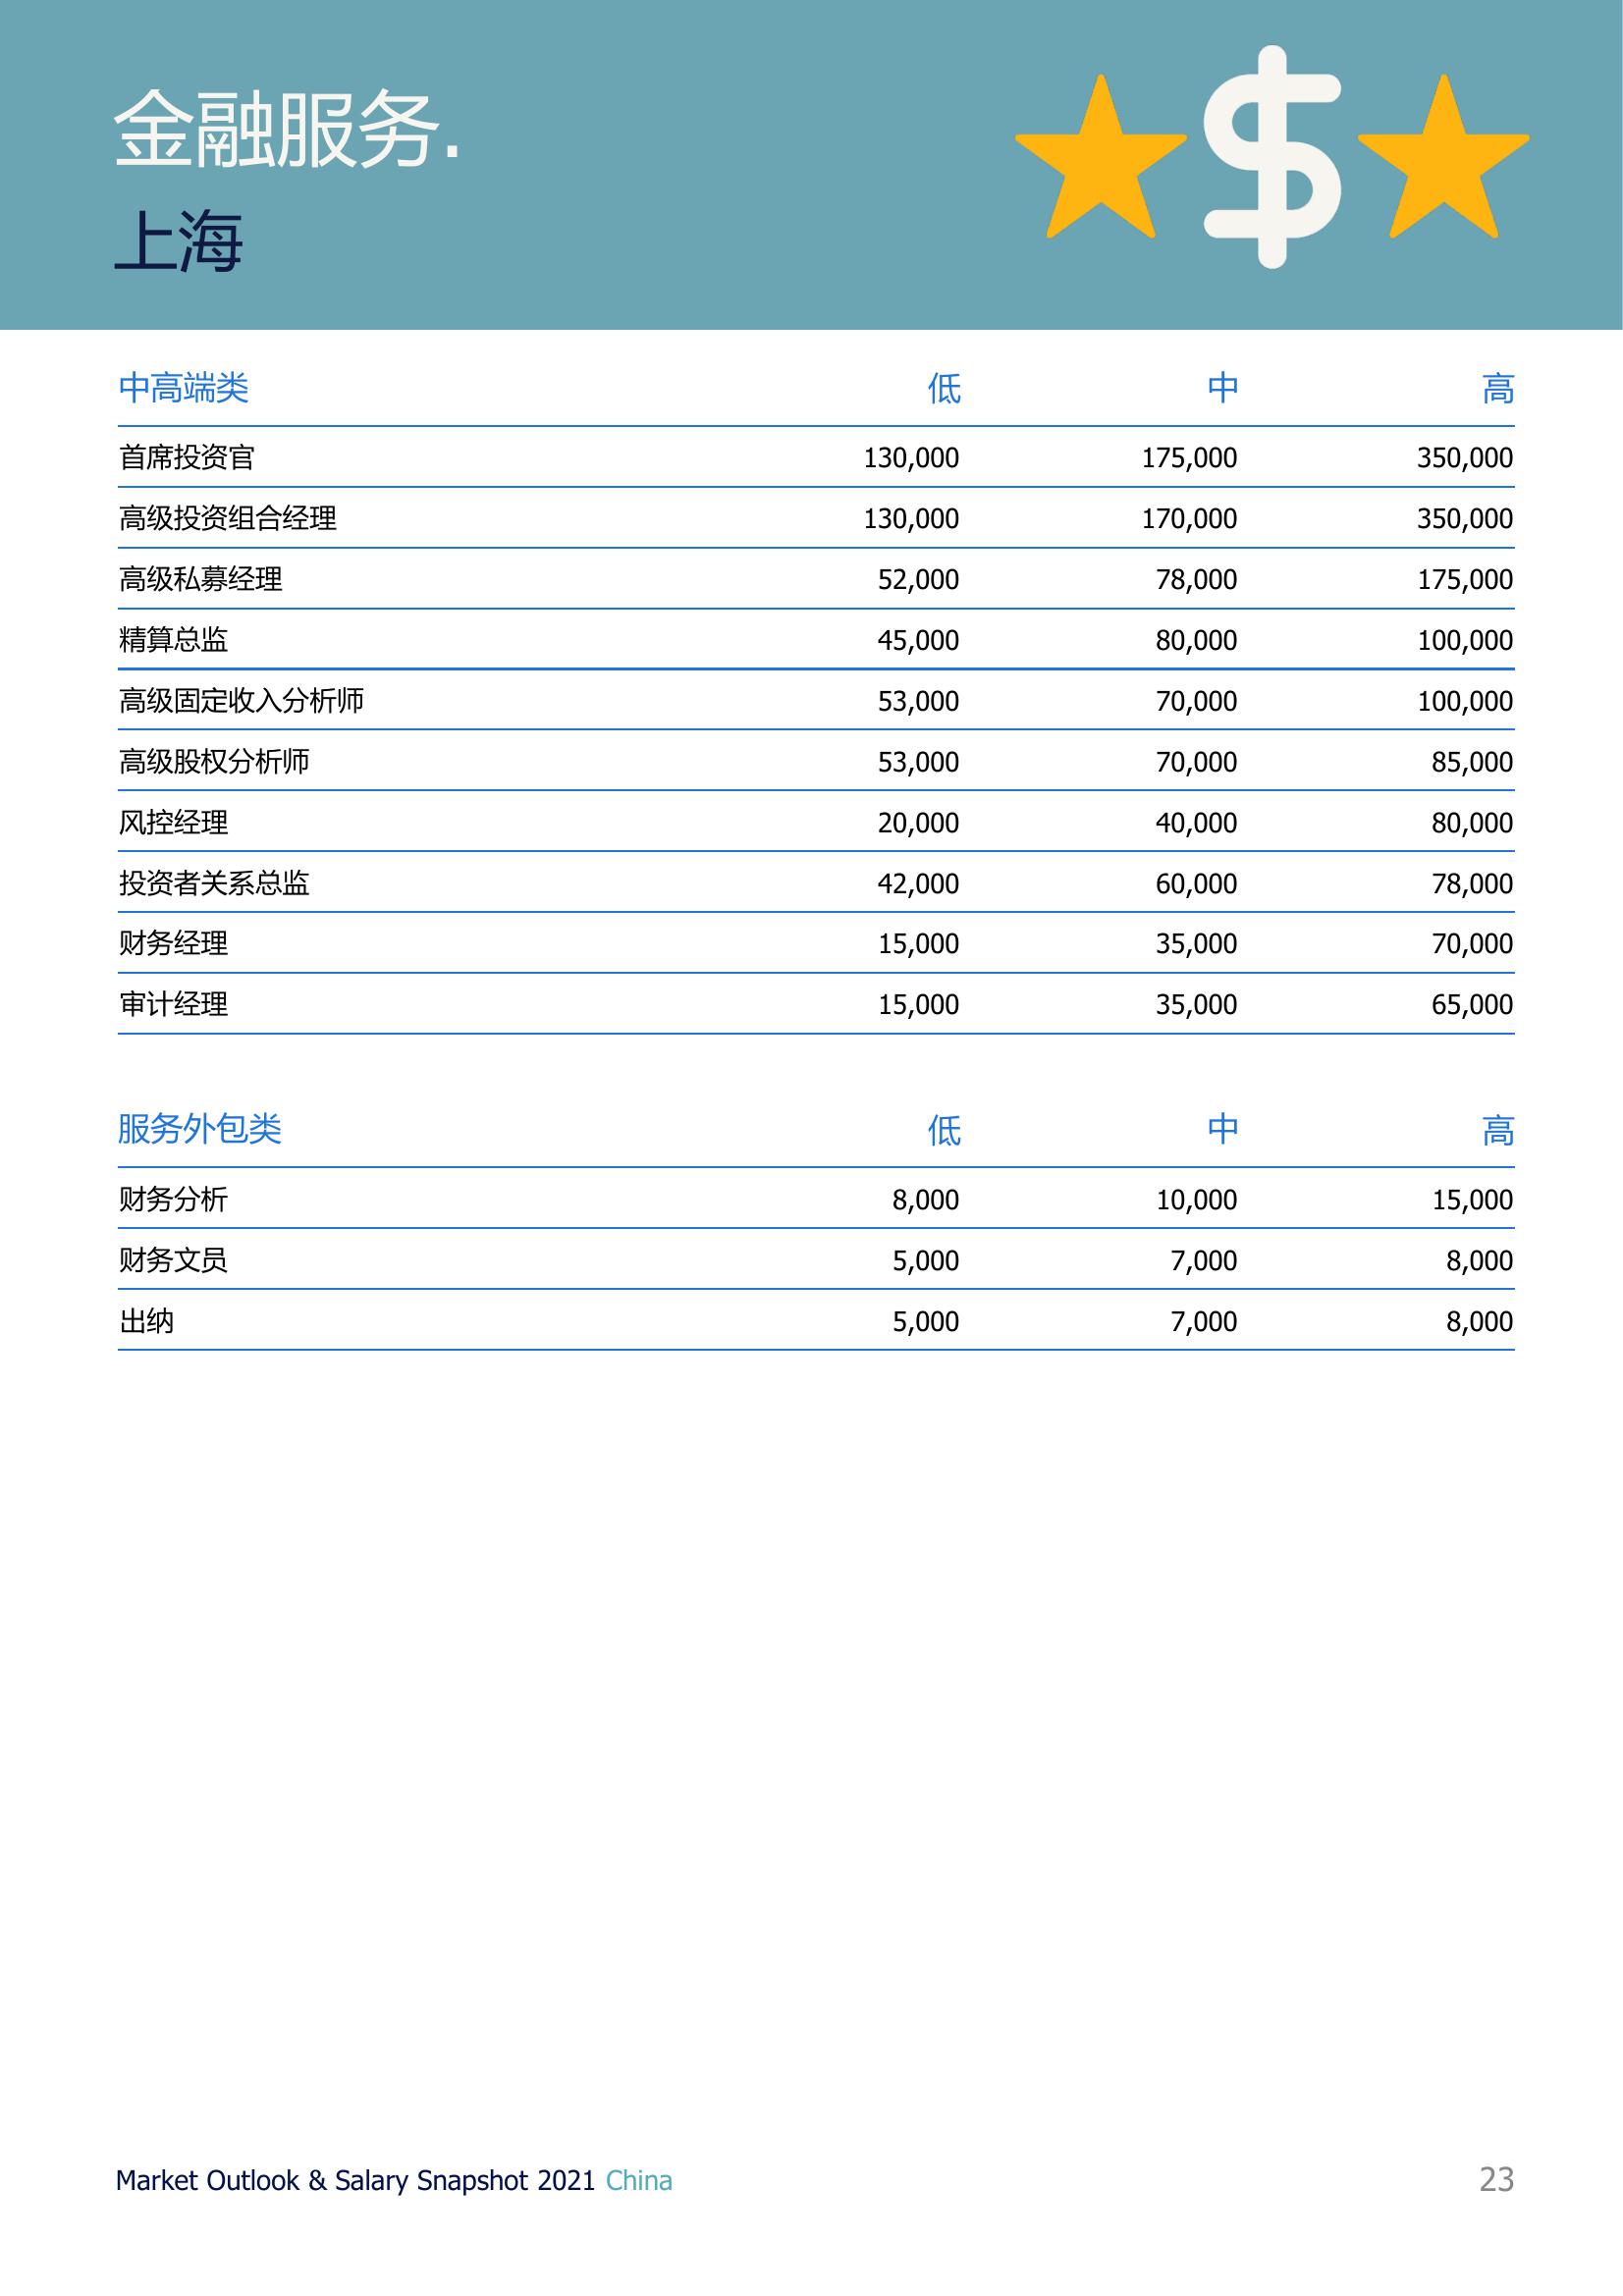 金融服务.
上海
中高端类 低 中 高
首席投资官 130,000 175,000 350,000
高级投资组合经理 130,000 170,000 350,000
高级私募经理 52,000 78,000 175,000
精算总监 45,000 80,000 100,000
高级固定收入分析师 53,000 70,000 100,000
高级股权分析师 53,000 70,000 85,000
风控经理 20,000 40,000 80,000
投资者关系总监 42,000 60,000 78,000
财务经理 15,000 35,000 70,000
审计经理 15,000 35,000 65,000
服务外包类 低 中 高
财务分析 8,000 10,000 15,000
财务文员 5,000 7,000 8,000
出纳 5,000 7,000 8,000
Market Outlook & Salary Snapshot 2021 China 23